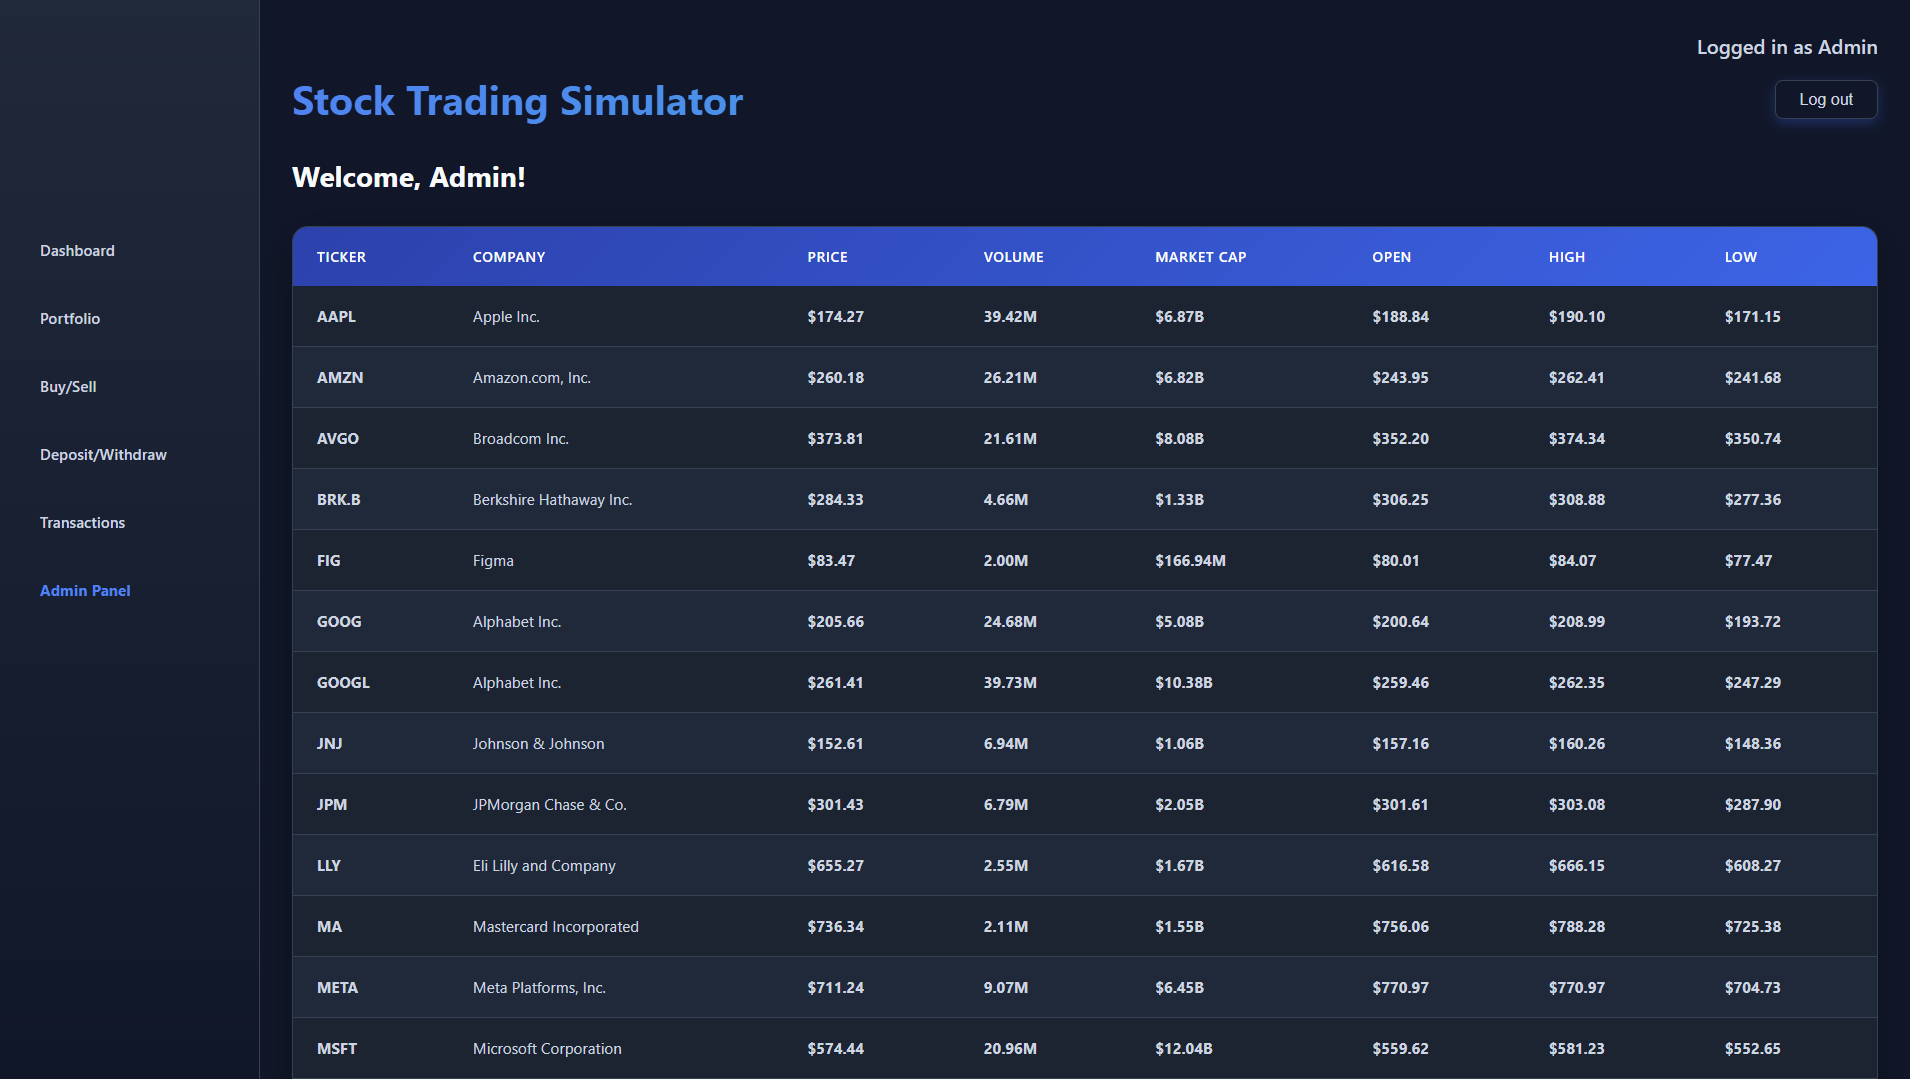 Logged in as Admin
Stock Trading Simulator
Log out
Welcome, Admin!
Dashboard
Portfolio
Buy/Sell
Deposit/Withdraw
Transactions
Admin Panel
TICKER COMPANY PRICE VOLUME MARKET CAP OPEN HIGH LOW
AAPL Apple Inc. $174.27 39.42M $6.87B $188.84 $190.10 $171.15
AMZN Amazon.com, Inc. $260.18 26.21M $6.82B $243.95 $262.41 $241.68
AVGO Broadcom Inc. $373.81 21.61M $8.08B $352.20 $374.34 $350.74
BRK.B Berkshire Hathaway Inc. $284.33 4.66M $1.33B $306.25 $308.88 $277.36
FIG Figma $83.47 2.00M $166.94M $80.01 $84.07 $77.47
GOOG Alphabet Inc. $205.66 24.68M $5.08B $200.64 $208.99 $193.72
GOOGL Alphabet Inc. $261.41 39.73M $10.38B $259.46 $262.35 $247.29
JNJ Johnson & Johnson $152.61 6.94M $1.06B $157.16 $160.26 $148.36
JPM JPMorgan Chase & Co. $301.43 6.79M $2.05B $301.61 $303.08 $287.90
LLY Eli Lilly and Company $655.27 2.55M $1.67B $616.58 $666.15 $608.27
MA Mastercard Incorporated $736.34 2.11M $1.55B $756.06 $788.28 $725.38
META Meta Platforms, Inc. $711.24 9.07M $6.45B $770.97 $770.97 $704.73
MSFT Microsoft Corporation $574.44 20.96M $12.04B $559.62 $581.23 $552.65